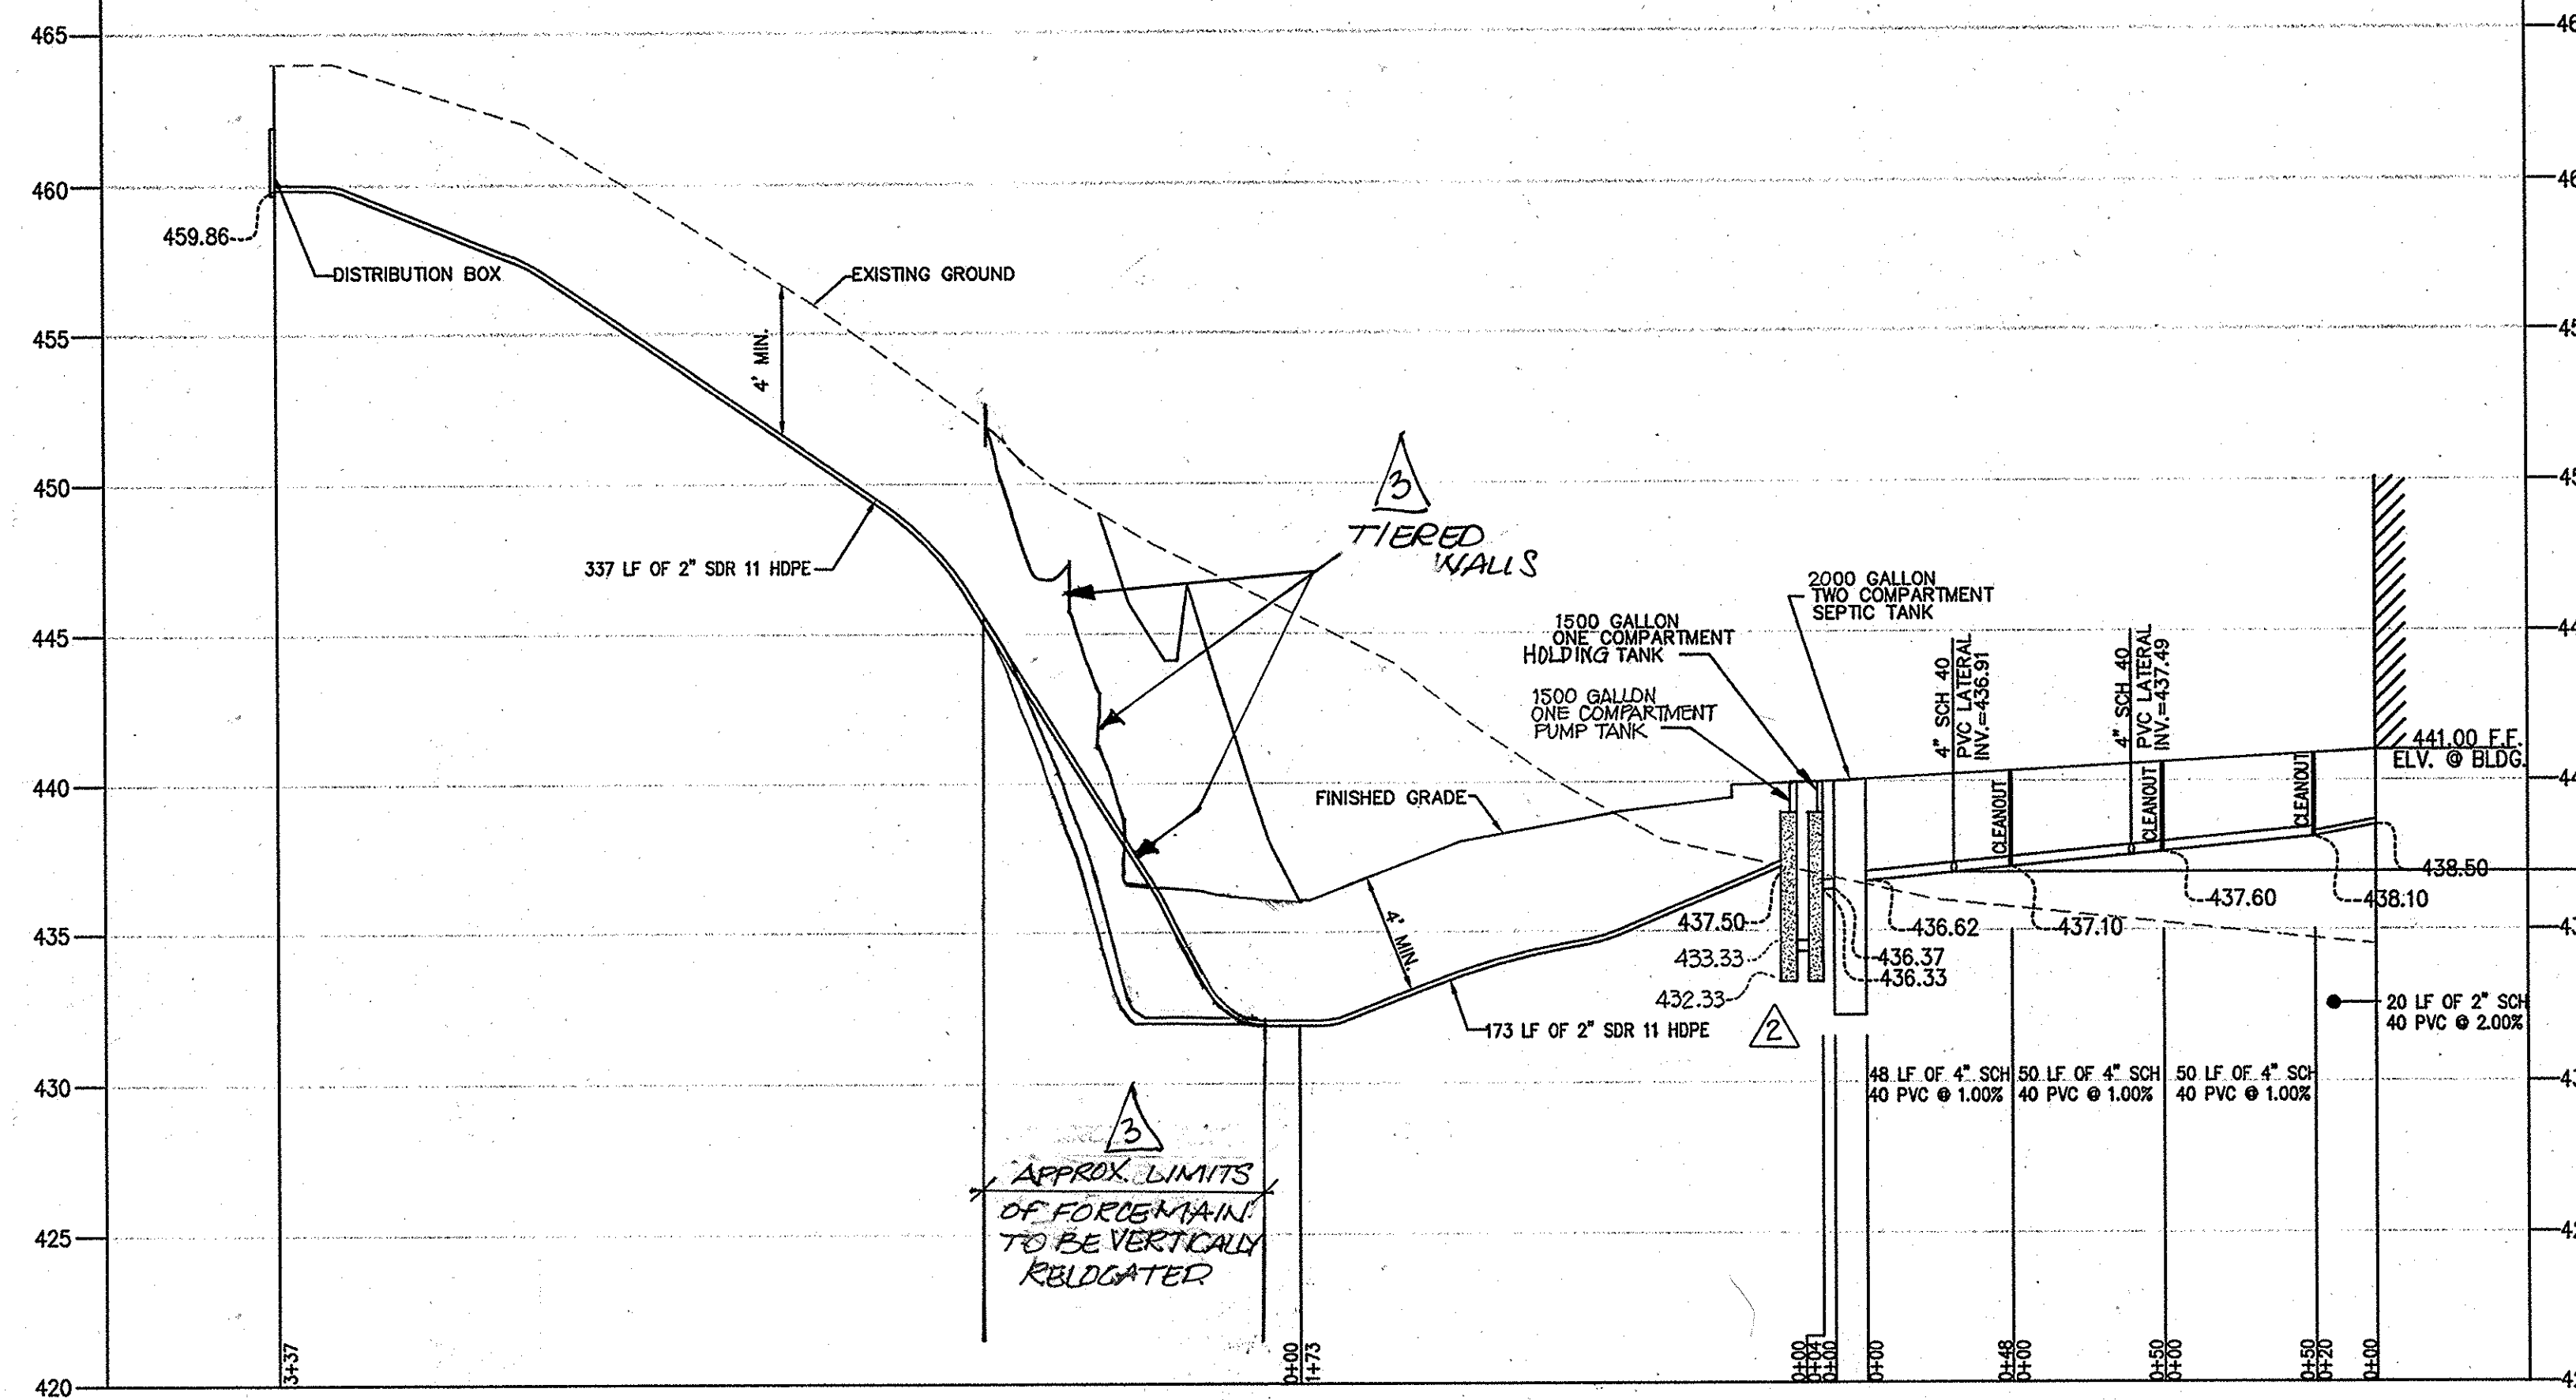 465
460
455
450
445
440
435
430
425
420
459.86
DISTRIBUTION BOX
EXISTING GROUND
4' MIN.
337 LF OF 2" SDR 11 HDPE
3
TIERED
WALLS
2000 GALLON
TWO COMPARTMENT
SEPTIC TANK
1500 GALLON
ONE COMPARTMENT
HOLDING TANK
1500 GALLON
ONE COMPARTMENT
PUMP TANK
4" SCH 40
PVC LATERAL
INV.=436.91
4" SCH 40
PVC LATERAL
INV.=437.49
441.00 F.F.
ELV. @ BLDG.
CLEANOUT
CLEANOUT
CLEANOUT
FINISHED GRADE
4' MIN.
437.50
433.33
432.33
436.62
436.37
436.33
437.10
437.60
438.10
438.50
2
173 LF OF 2" SDR 11 HDPE
20 LF OF 2" SCH
40 PVC @ 2.00%
48 LF OF 4" SCH
40 PVC @ 1.00%
50 LF OF 4" SCH
40 PVC @ 1.00%
50 LF OF 4" SCH
40 PVC @ 1.00%
3
APPROX. LIMITS
OF FORCEMAIN
TO BE VERTICALLY
RELOCATED
3+37
0+00
1+73
0+00
0+04
0+00
0+00
0+48
0+00
0+50
0+00
0+50
0+20
0+00